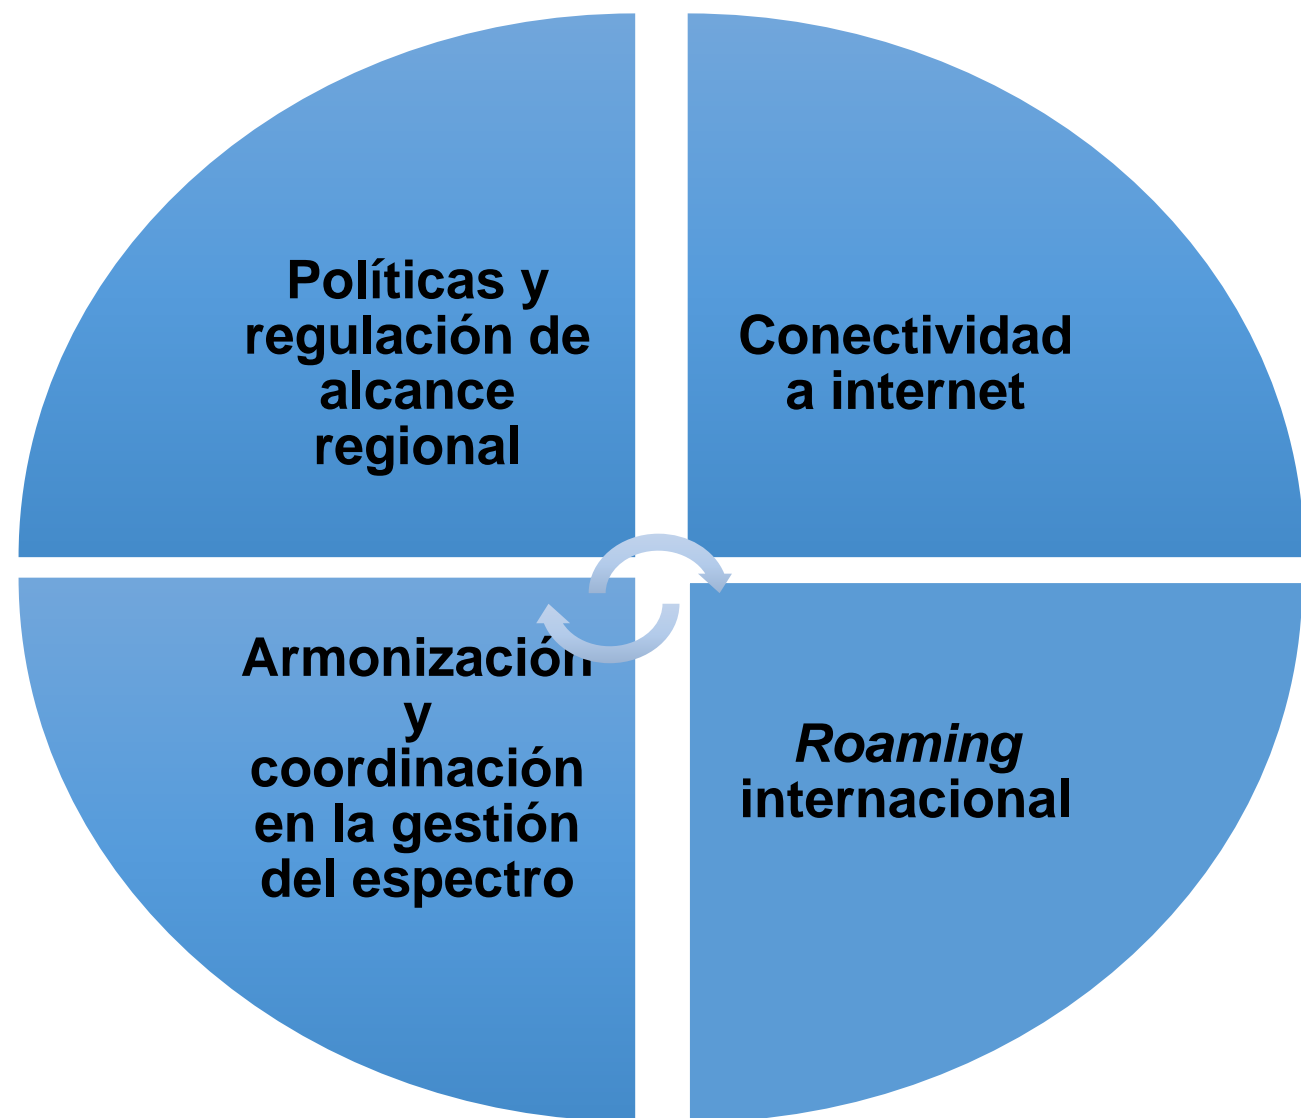 Políticas y
regulación de
alcance
regional
Conectividad
a internet
Armonización
y
coordinación
en la gestión
del espectro
Roaming
internacional